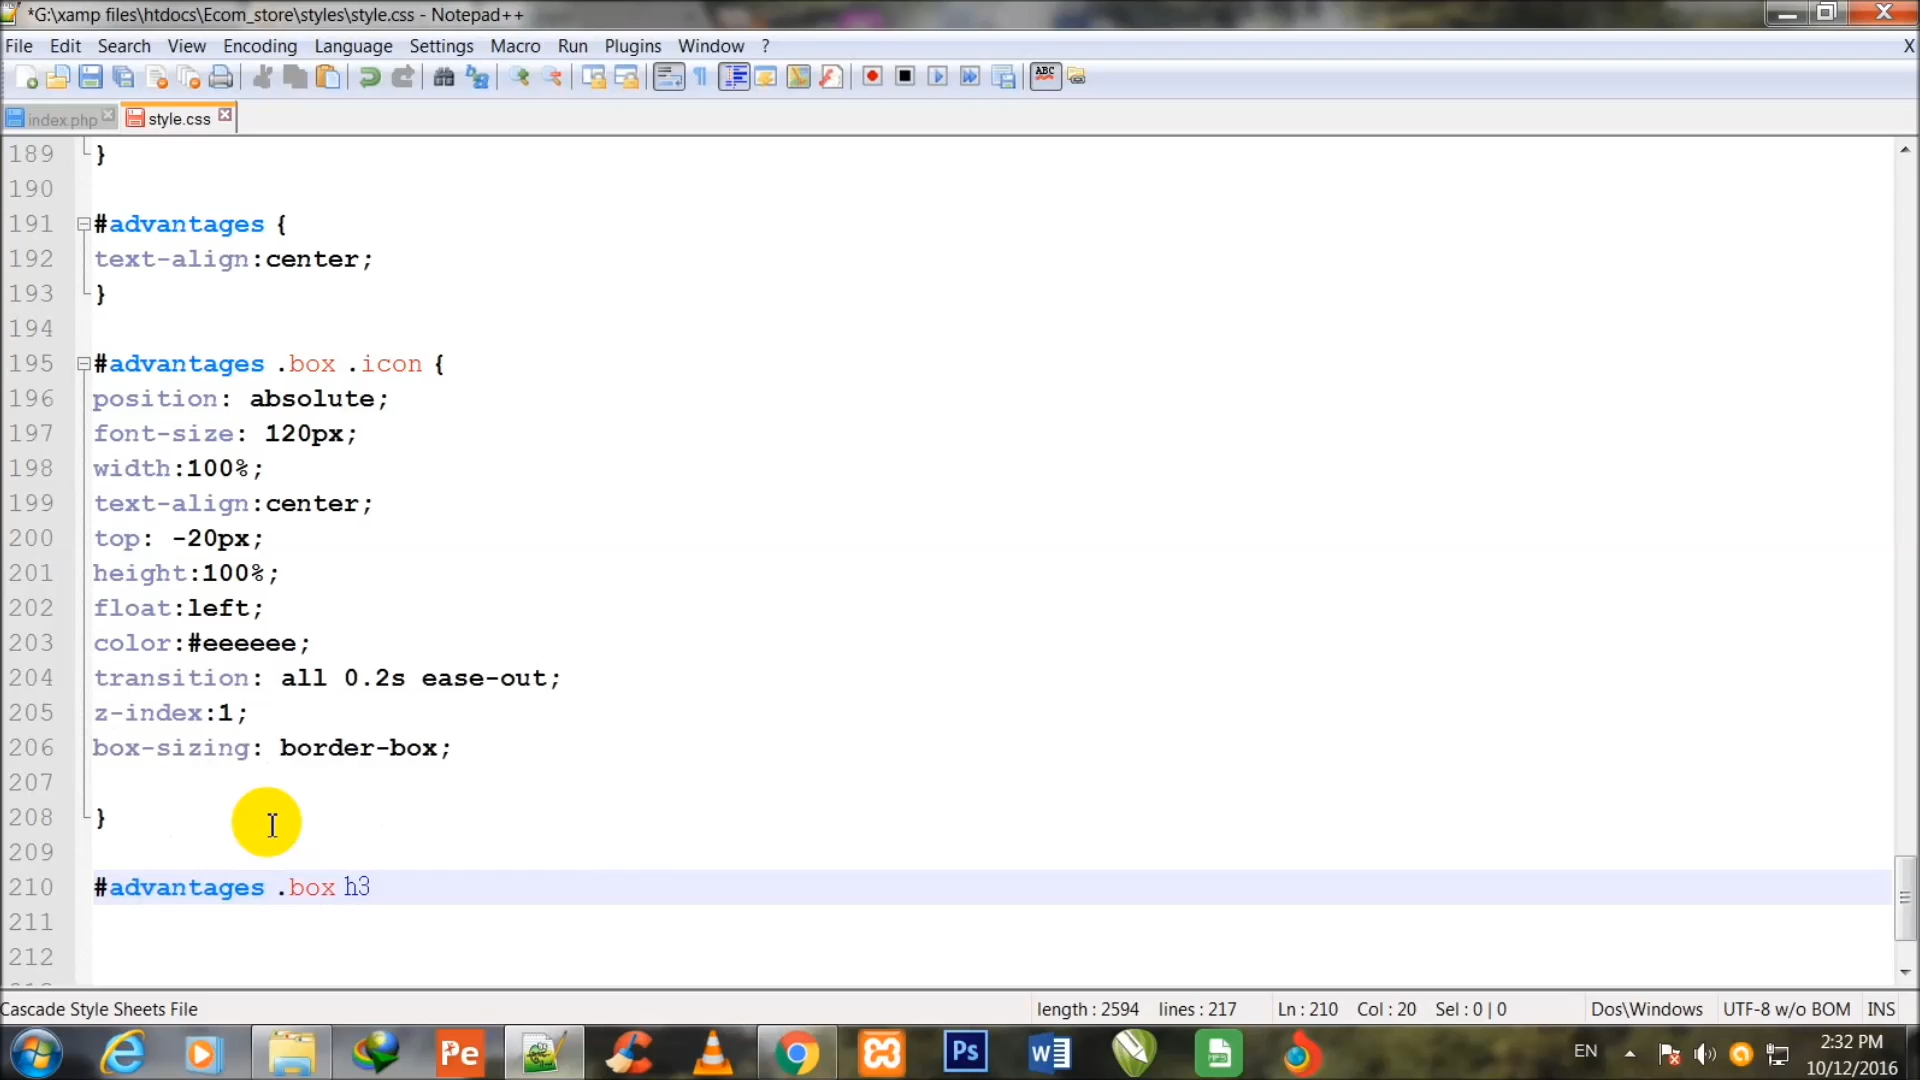 *G:\xamp files\htdocs\Ecom_store\styles\style.css - Notepad++
File Edit Search View Encoding Language Settings Macro Run Plugins Window ? X
ABC
index.php style.css
189 }
190
191 #advantages {
192 text-align:center;
193 }
194
195 #advantages .box .icon {
196 position: absolute;
197 font-size: 120px;
198 width:100%;
199 text-align:center;
200 top: -20px;
201 height:100%;
202 float:left;
203 color:#eeeeee;
204 transition: all 0.2s ease-out;
205 z-index:1;
206 box-sizing: border-box;
207
208 }
209
210 #advantages .box h3
211
212
Cascade Style Sheets File length : 2594 lines : 217 Ln : 210 Col : 20 Sel : 0 | 0 Dos\Windows UTF-8 w/o BOM INS
Pe Ps W MP3 EN 2:32 PM
10/12/2016